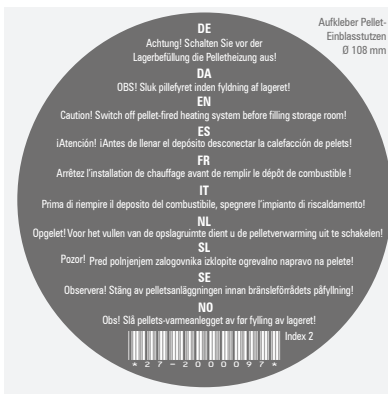 Aufkleber Pellet-
Einblasstutzen
Ø 108 mm
DE
Achtung! Schalten Sie vor der
Lagerbefüllung die Pelletheizung aus!
DA
OBS! Sluk pillefyret inden fyldning af lageret!
EN
Caution! Switch off pellet-fired heating system before filling storage room!
ES
¡Atención! ¡Antes de llenar el depósito desconectar la calefacción de pelets!
FR
Arrêtez l'installation de chauffage avant de remplir le dépôt de combustible !
IT
Prima di riempire il deposito del combustibile, spegnere l'impianto di riscaldamento!
NL
Opgelet! Voor het vullen van de opslagruimte dient u de pelletverwarming uit te schakelen!
SL
Pozor! Pred polnjenjem zalogovnika izklopite ogrevalno napravo na pelete!
SE
Observera! Stäng av pelletsanläggningen innan bränsleförrådets påfyllning!
NO
Obs! Slå pellets-varmeanlegget av før fylling av lageret!
Index 2
*27-2000097*